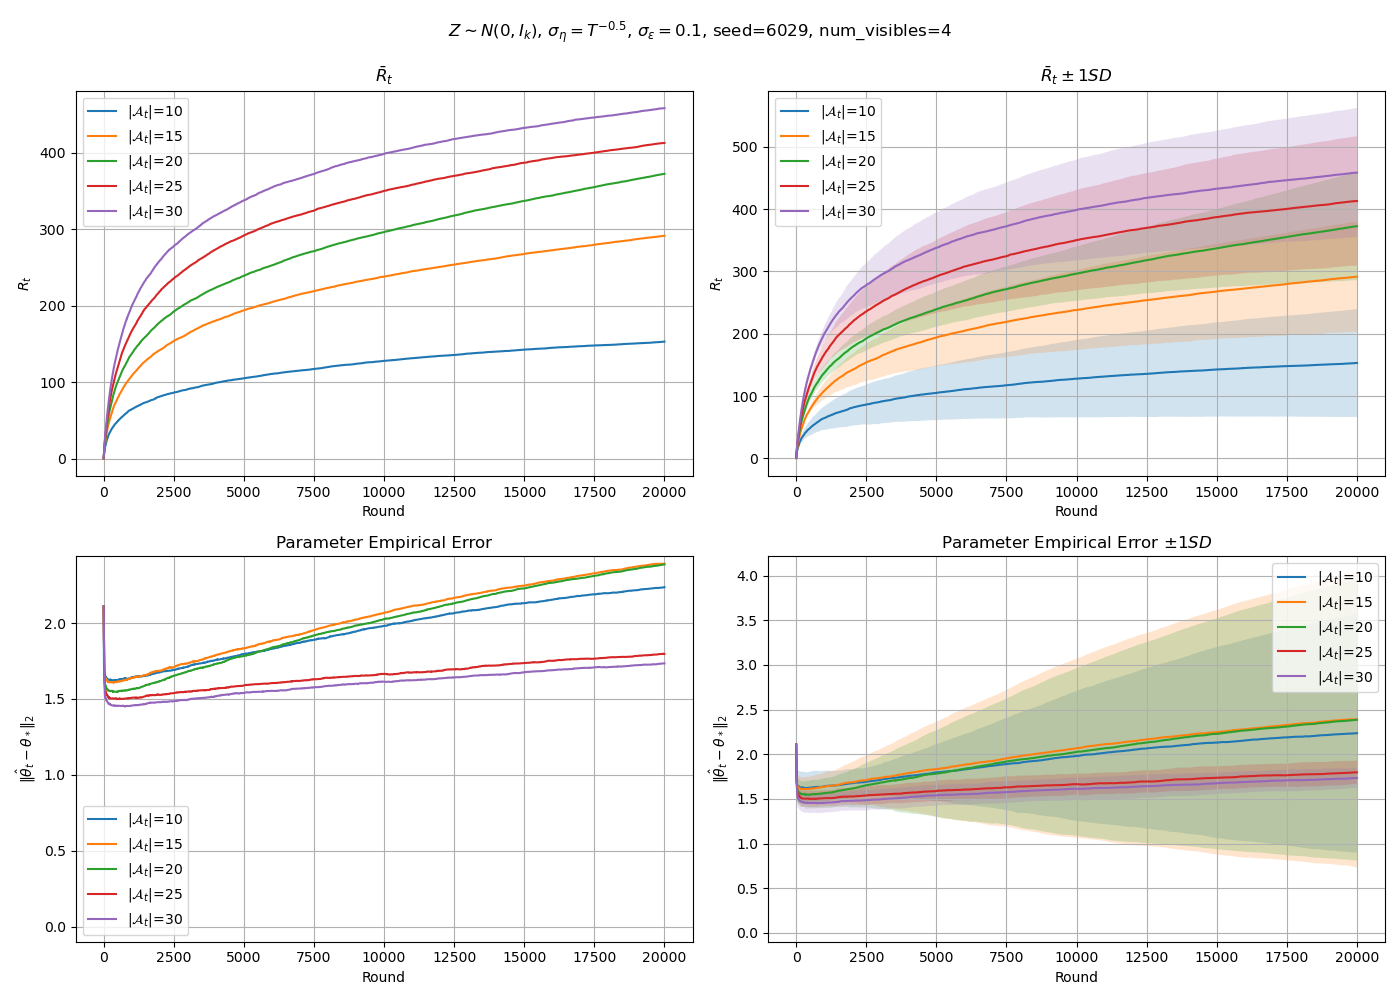 Z ∼ N(0, I_k), σ_η = T^{−0.5}, σ_ε = 0.1, seed=6029, num_visibles=4
R̄_t
|𝒜_t|=10
|𝒜_t|=15
|𝒜_t|=20
|𝒜_t|=25
|𝒜_t|=30
R_t
400
300
200
100
0
0 2500 5000 7500 10000 12500 15000 17500 20000
Round
R̄_t ± 1SD
|𝒜_t|=10
|𝒜_t|=15
|𝒜_t|=20
|𝒜_t|=25
|𝒜_t|=30
R_t
500
400
300
200
100
0
0 2500 5000 7500 10000 12500 15000 17500 20000
Round
Parameter Empirical Error
‖θ̂_t − θ_*‖_2
2.0
1.5
1.0
0.5
0.0
|𝒜_t|=10
|𝒜_t|=15
|𝒜_t|=20
|𝒜_t|=25
|𝒜_t|=30
0 2500 5000 7500 10000 12500 15000 17500 20000
Round
Parameter Empirical Error ±1SD
|𝒜_t|=10
|𝒜_t|=15
|𝒜_t|=20
|𝒜_t|=25
|𝒜_t|=30
‖θ̂_t − θ_*‖_2
4.0
3.5
3.0
2.5
2.0
1.5
1.0
0.5
0.0
0 2500 5000 7500 10000 12500 15000 17500 20000
Round